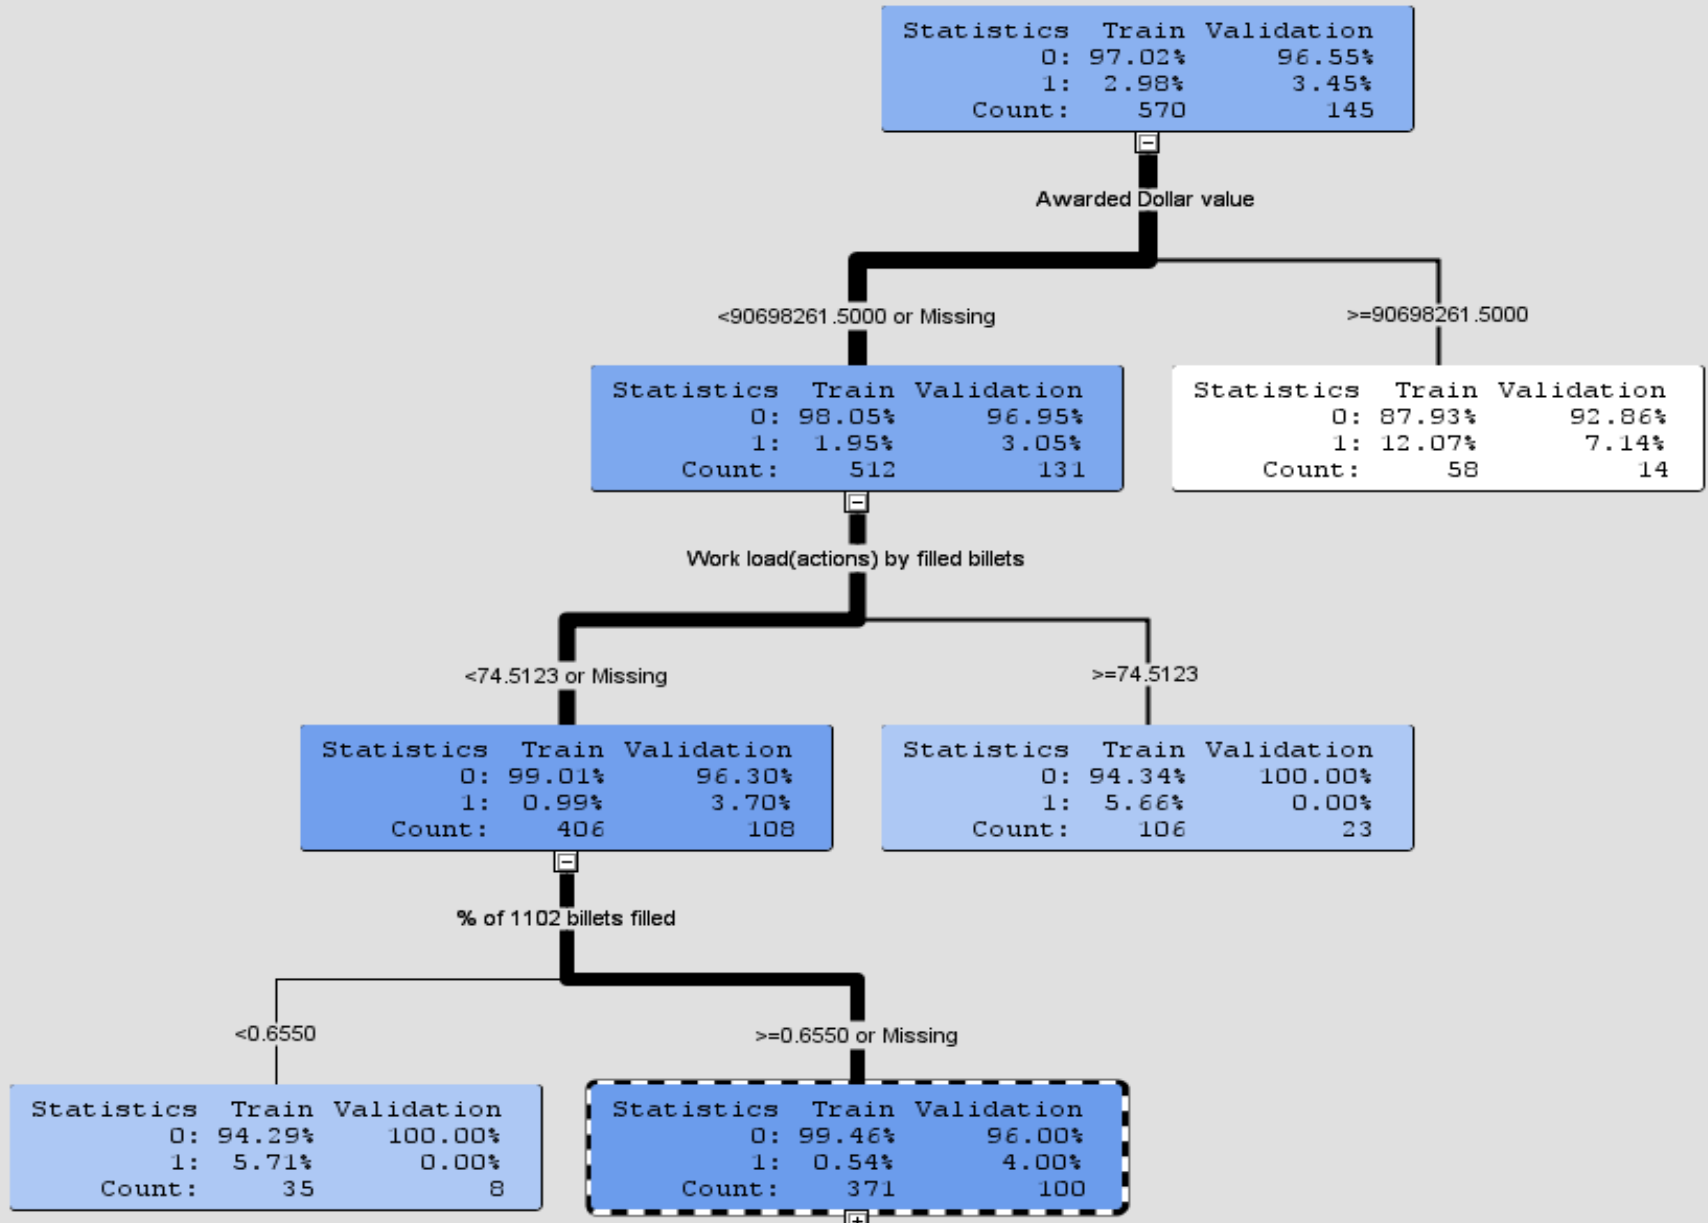 Statistics Train Validation
0: 97.02% 96.55%
1: 2.98% 3.45%
Count: 570 145
Awarded Dollar value
<90698261.5000 or Missing
>=90698261.5000
Statistics Train Validation
0: 98.05% 96.95%
1: 1.95% 3.05%
Count: 512 131
Statistics Train Validation
0: 87.93% 92.86%
1: 12.07% 7.14%
Count: 58 14
Work load(actions) by filled billets
<74.5123 or Missing
>=74.5123
Statistics Train Validation
0: 99.01% 96.30%
1: 0.99% 3.70%
Count: 406 108
Statistics Train Validation
0: 94.34% 100.00%
1: 5.66% 0.00%
Count: 106 23
% of 1102 billets filled
<0.6550
>=0.6550 or Missing
Statistics Train Validation
0: 94.29% 100.00%
1: 5.71% 0.00%
Count: 35 8
Statistics Train Validation
0: 99.46% 96.00%
1: 0.54% 4.00%
Count: 371 100